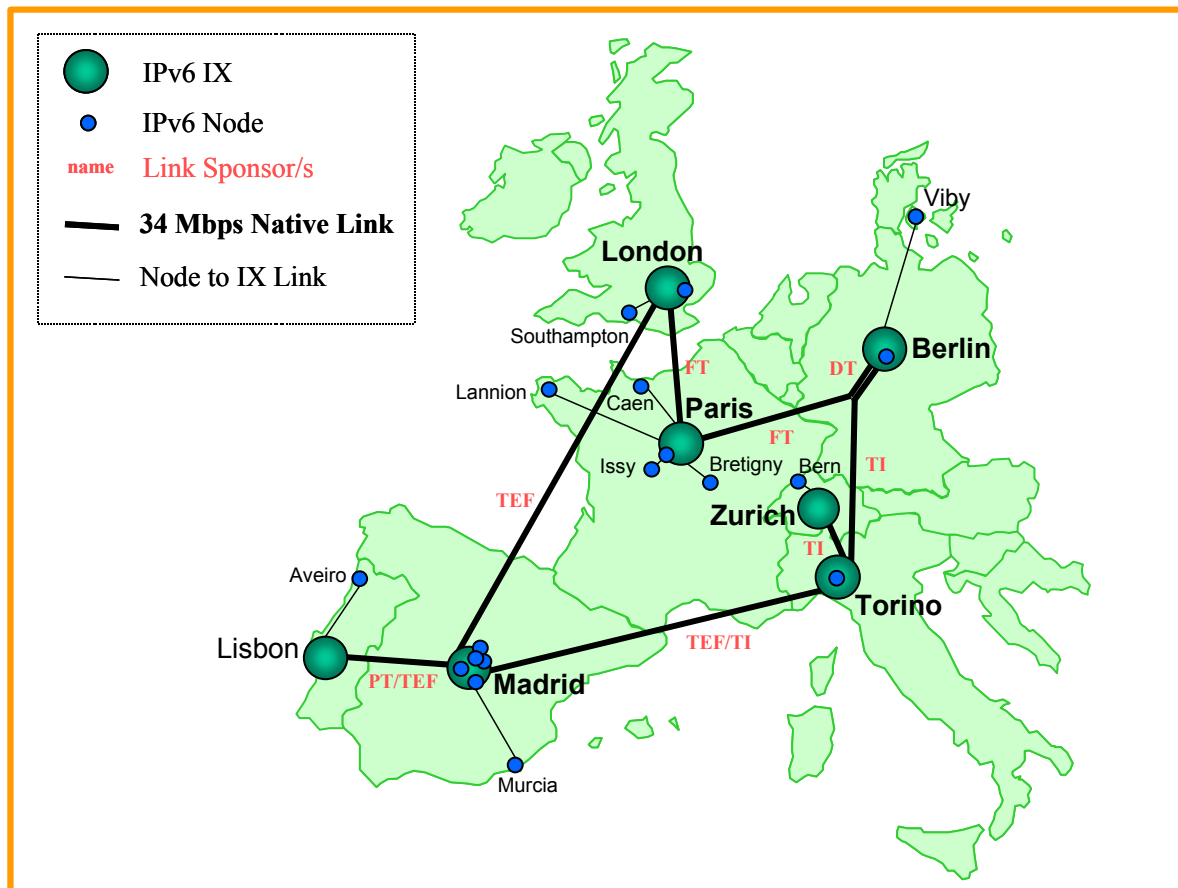 IPv6 IX
IPv6 Node
name Link Sponsor/s
34 Mbps Native Link
Node to IX Link
Viby
London
Southampton
Berlin
DT
FT
Lannion
Caen
Paris
FT
Issy
Bretigny
Bern
TI
TEF
Zurich
TI
Aveiro
Torino
Lisbon
TEF/TI
PT/TEF
Madrid
Murcia